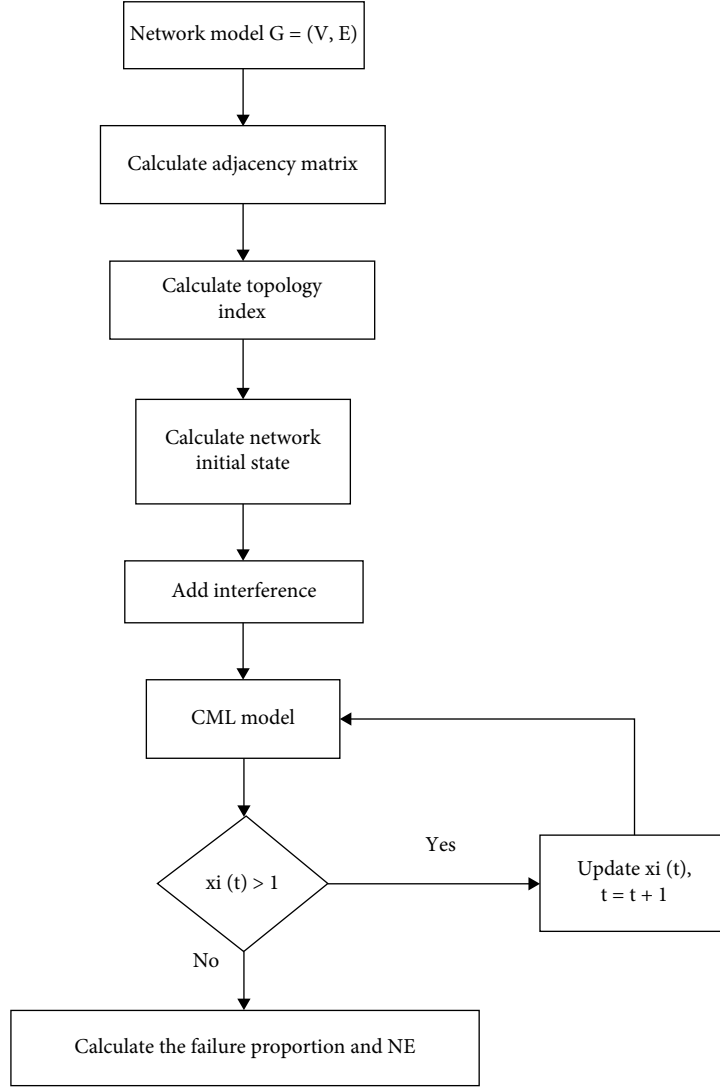 Network model G = (V, E)
Calculate adjacency matrix
Calculate topology
index
Calculate network
initial state
Add interference
CML model
xi (t) > 1
Yes
Update xi (t),
t = t + 1
No
Calculate the failure proportion and NE